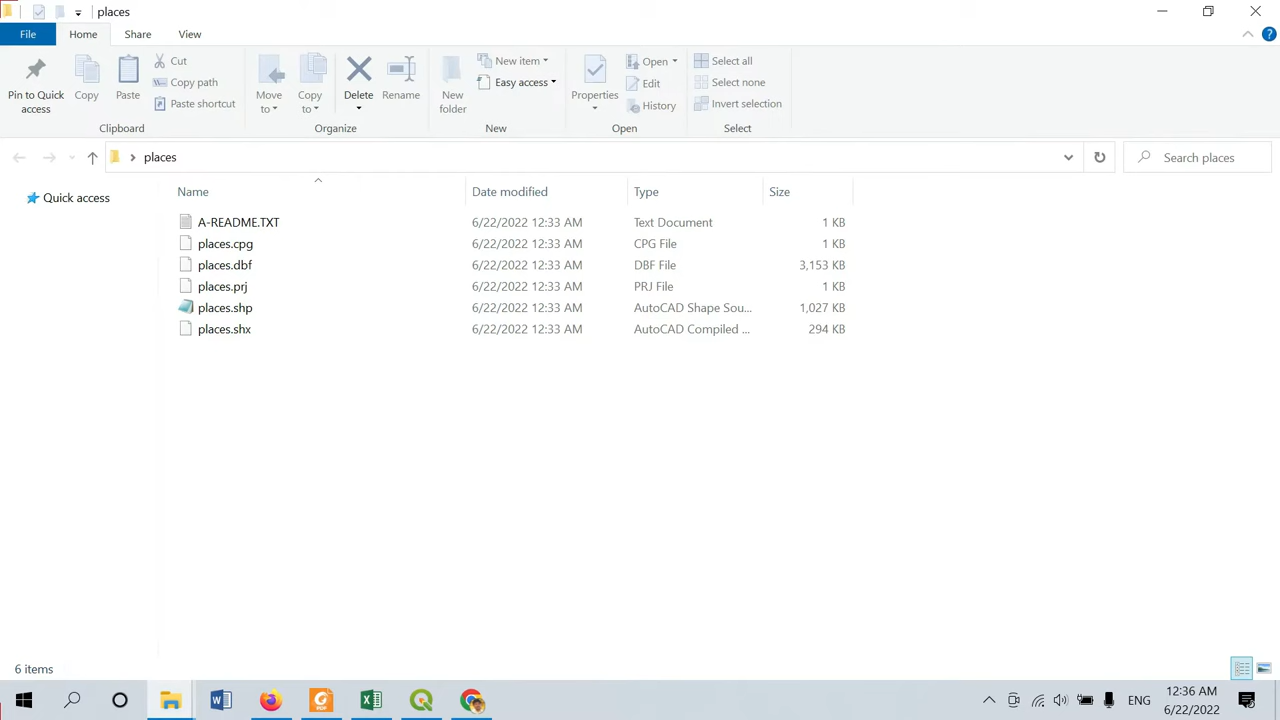 places
File Home Share View
Pin to Quick access
Copy
Paste
Cut
Copy path
Paste shortcut
Clipboard
Move to
Copy to
Delete
Rename
Organize
New folder
New item
Easy access
New
Properties
Open
Edit
History
Open
Select all
Select none
Invert selection
Select
places
Search places
Quick access
Name Date modified Type Size
A-README.TXT 6/22/2022 12:33 AM Text Document 1 KB
places.cpg 6/22/2022 12:33 AM CPG File 1 KB
places.dbf 6/22/2022 12:33 AM DBF File 3,153 KB
places.prj 6/22/2022 12:33 AM PRJ File 1 KB
places.shp 6/22/2022 12:33 AM AutoCAD Shape Sou... 1,027 KB
places.shx 6/22/2022 12:33 AM AutoCAD Compiled ... 294 KB
6 items
PDF
ENG
12:36 AM
6/22/2022